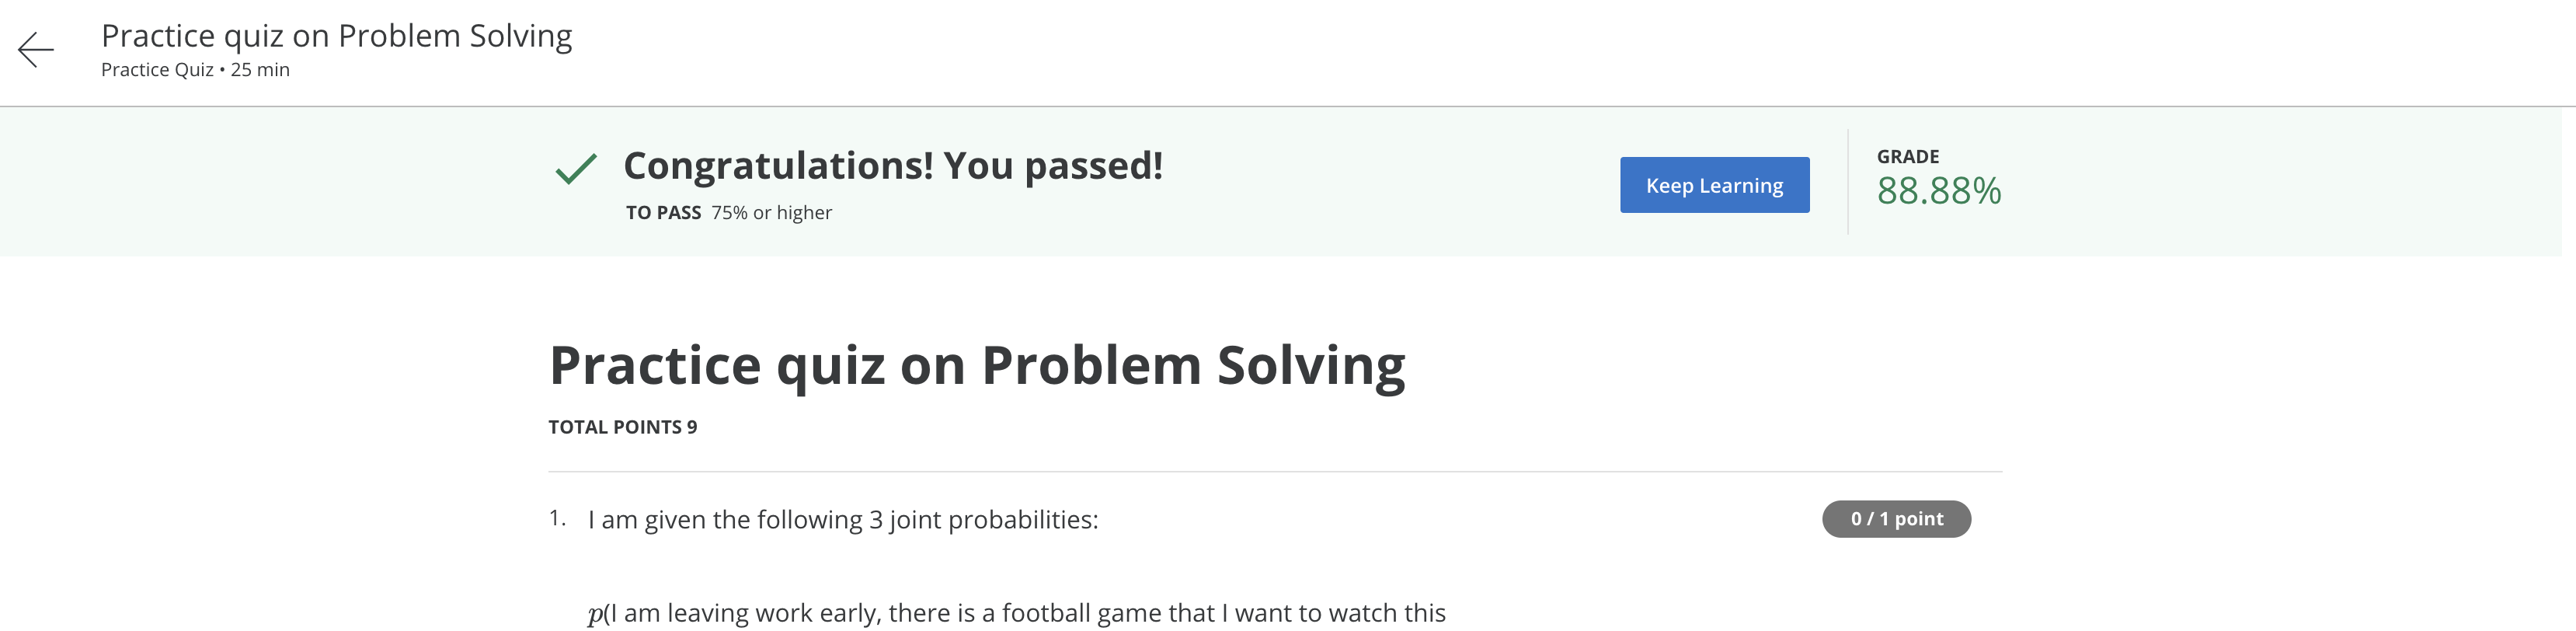 Practice quiz on Problem Solving
Practice Quiz • 25 min
Congratulations! You passed!
TO PASS 75% or higher
Keep Learning
GRADE
88.88%
Practice quiz on Problem Solving
TOTAL POINTS 9
1. I am given the following 3 joint probabilities:
0 / 1 point
p(I am leaving work early, there is a football game that I want to watch this